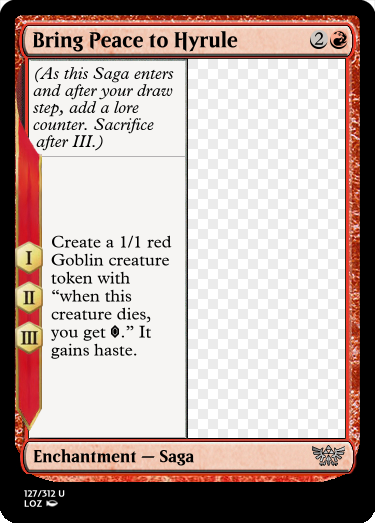 Bring Peace to Hyrule 2
(As this Saga enters
and after your draw
step, add a lore
counter. Sacrifice
after III.)
I
II
III
Create a 1/1 red
Goblin creature
token with
“when this
creature dies,
you get .” It
gains haste.
Enchantment — Saga
127/312 U
LOZ